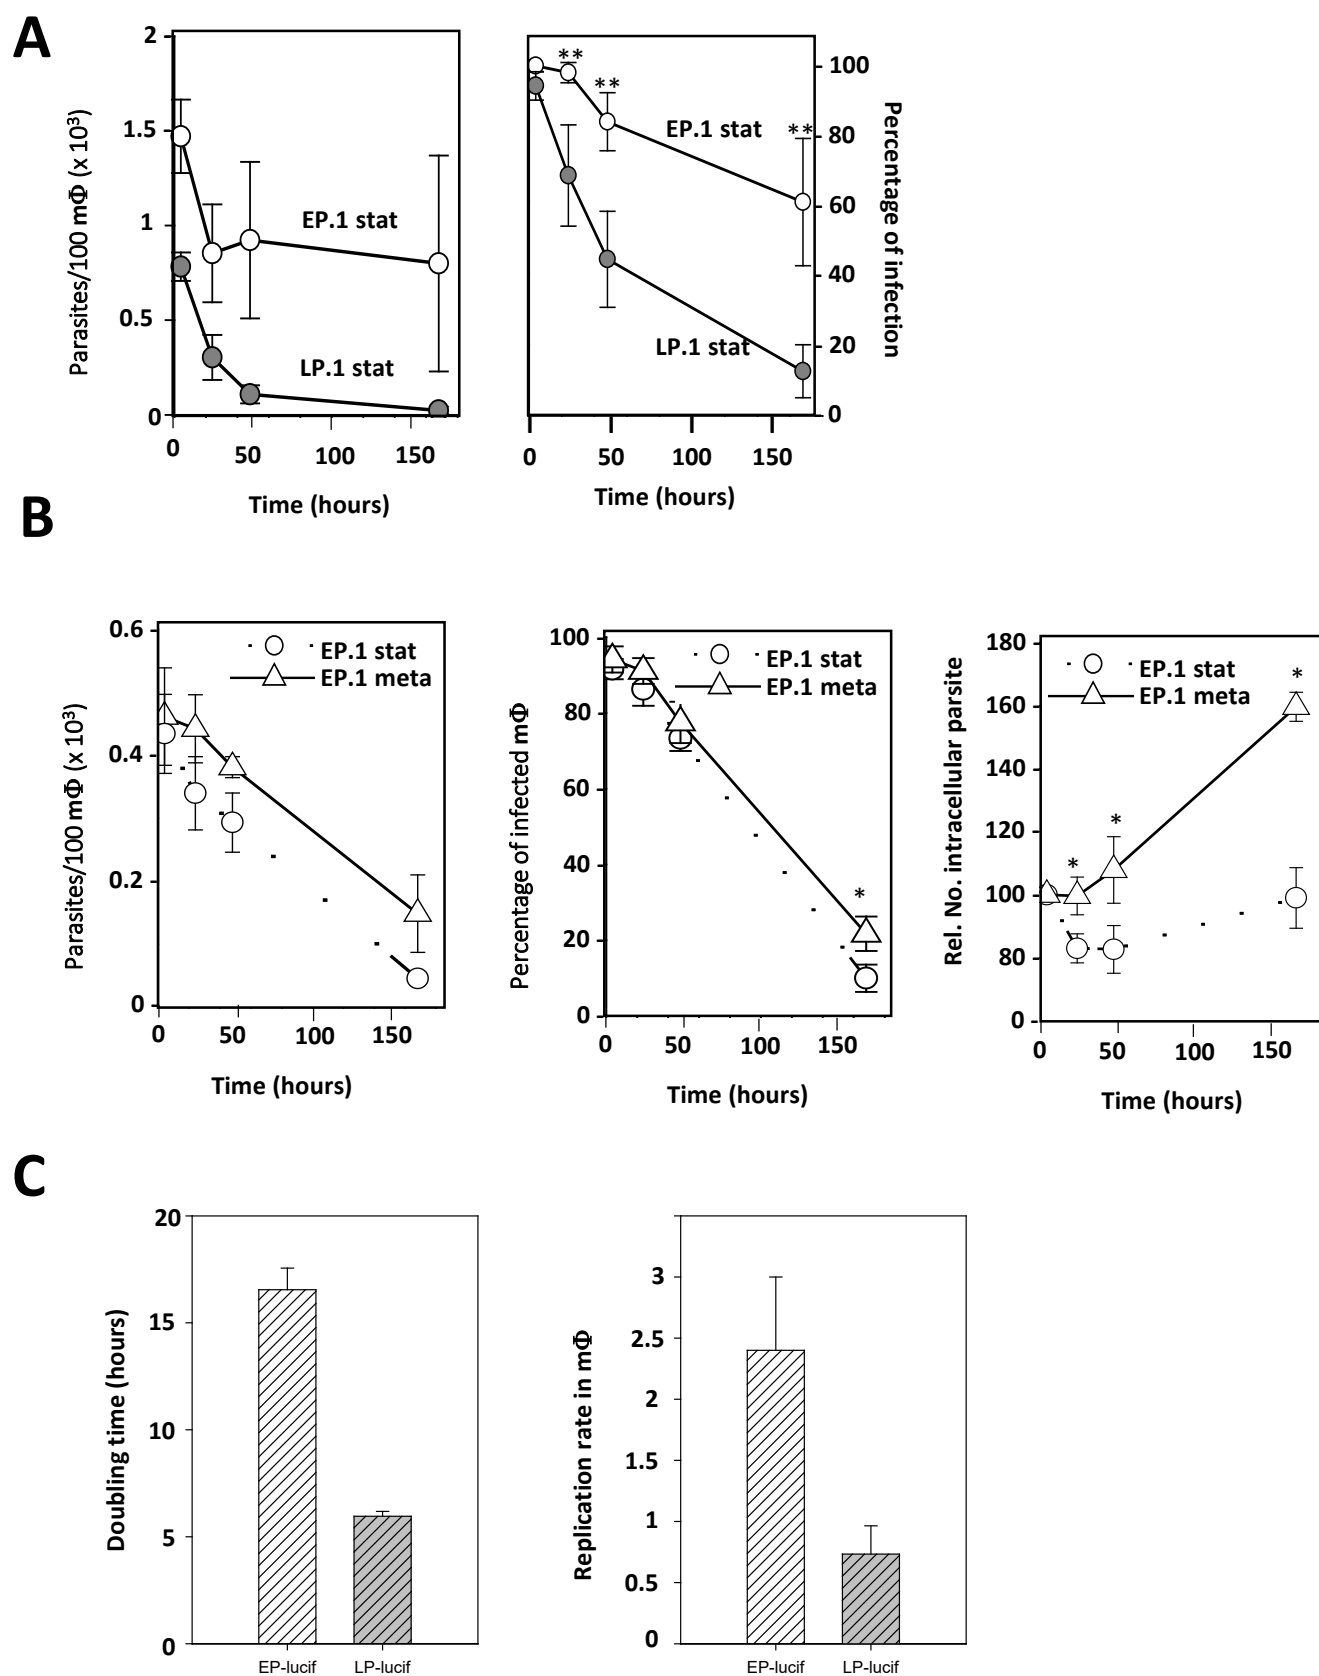 A
2
1.5
1
0.5
0
Parasites/100 mΦ (x 10³)
EP.1 stat
LP.1 stat
0 50 100 150
Time (hours)
** ** **
EP.1 stat
LP.1 stat
100
80
60
40
20
0
Percentage of infection
0 50 100 150
Time (hours)
B
0.6
0.4
0.2
0
Parasites/100 mΦ (x 10³)
EP.1 stat
EP.1 meta
0 50 100 150
Time (hours)
100
80
60
40
20
0
Percentage of infected mΦ
EP.1 stat
EP.1 meta
*
0 50 100 150
Time (hours)
180
160
140
120
100
80
0
Rel. No. intracellular parsite
EP.1 stat
EP.1 meta
* * *
0 50 100 150
Time (hours)
C
20
15
10
5
0
Doubling time (hours)
EP-lucif LP-lucif
3
2.5
2
1.5
1
0.5
0
Replication rate in mΦ
EP-lucif LP-lucif